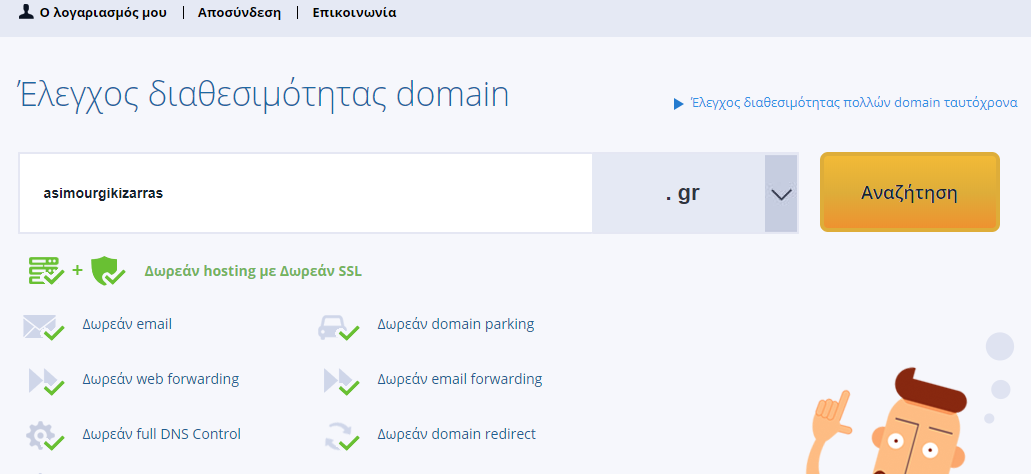 Ο λογαριασμός μου | Αποσύνδεση | Επικοινωνία
Έλεγχος διαθεσιμότητας domain
Έλεγχος διαθεσιμότητας πολλών domain ταυτόχρονα
asimourgikizarras . gr Αναζήτηση
+ Δωρεάν hosting με Δωρεάν SSL
Δωρεάν email Δωρεάν domain parking
Δωρεάν web forwarding Δωρεάν email forwarding
Δωρεάν full DNS Control Δωρεάν domain redirect